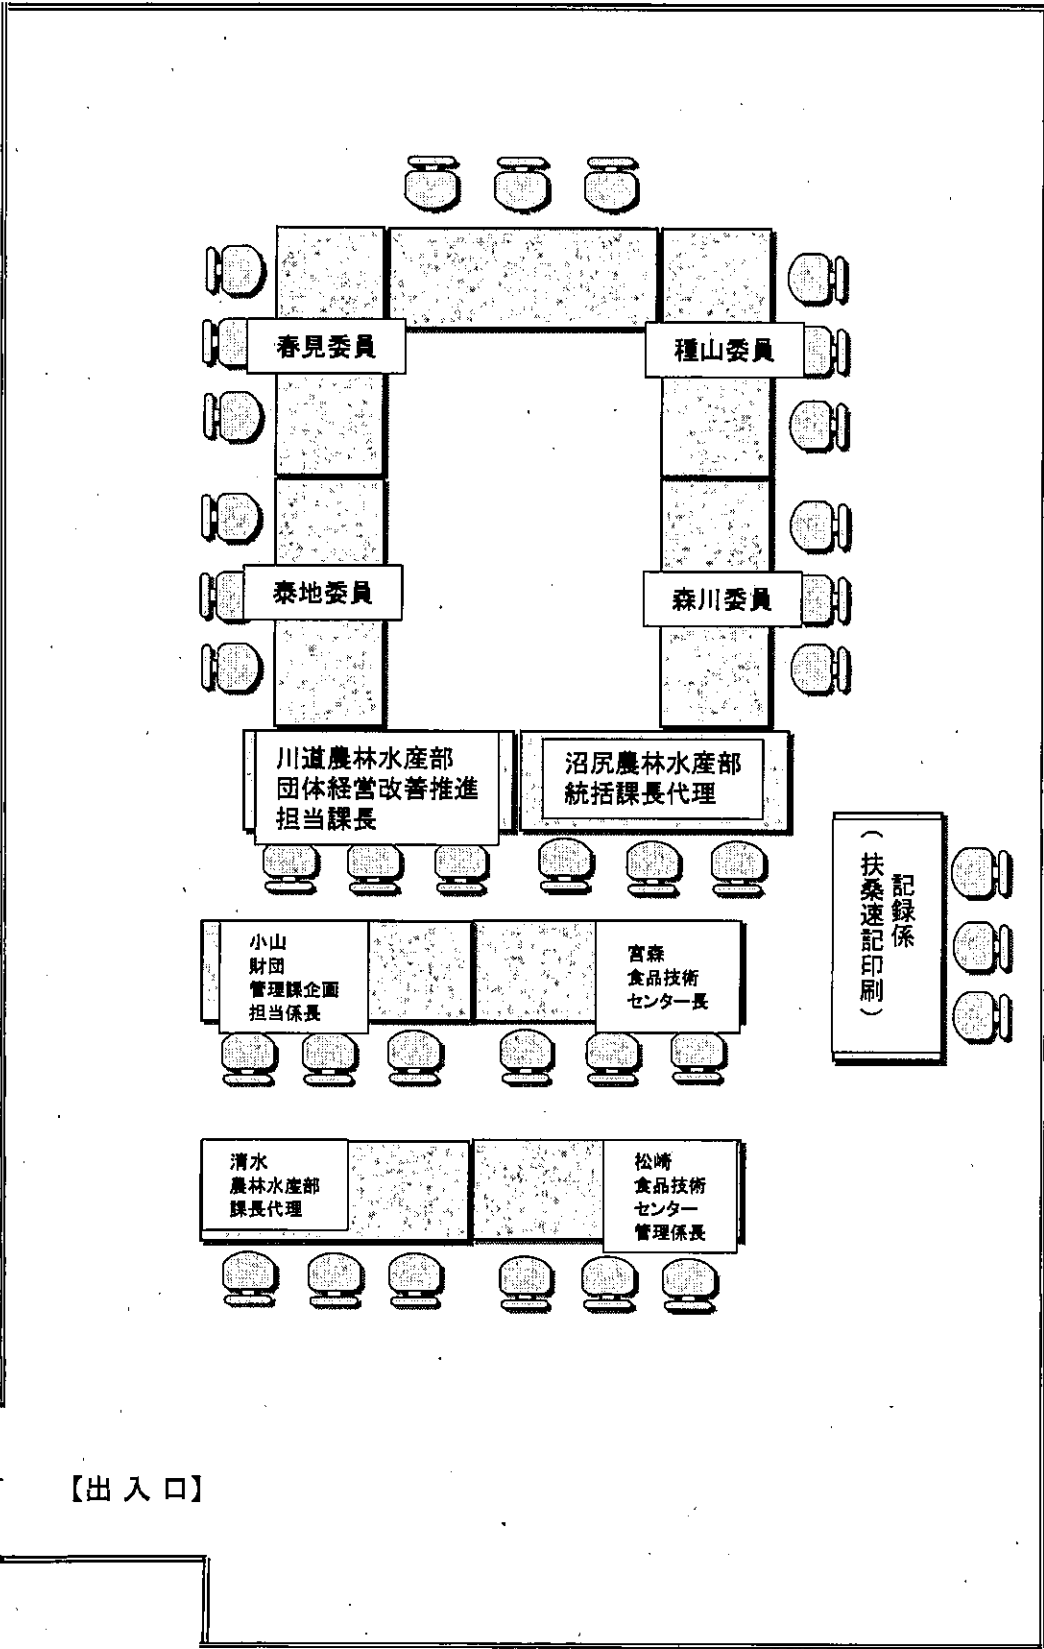 春見委員
種山委員
泰地委員
森川委員
川道農林水産部
団体経営改善推進
担当課長
沼尻農林水産部
統括課長代理
記録係
（扶桑速記印刷）
小山
財団
管理課企画
担当係長
宮森
食品技術
センター長
清水
農林水産部
課長代理
松崎
食品技術
センター
管理係長
【出入口】